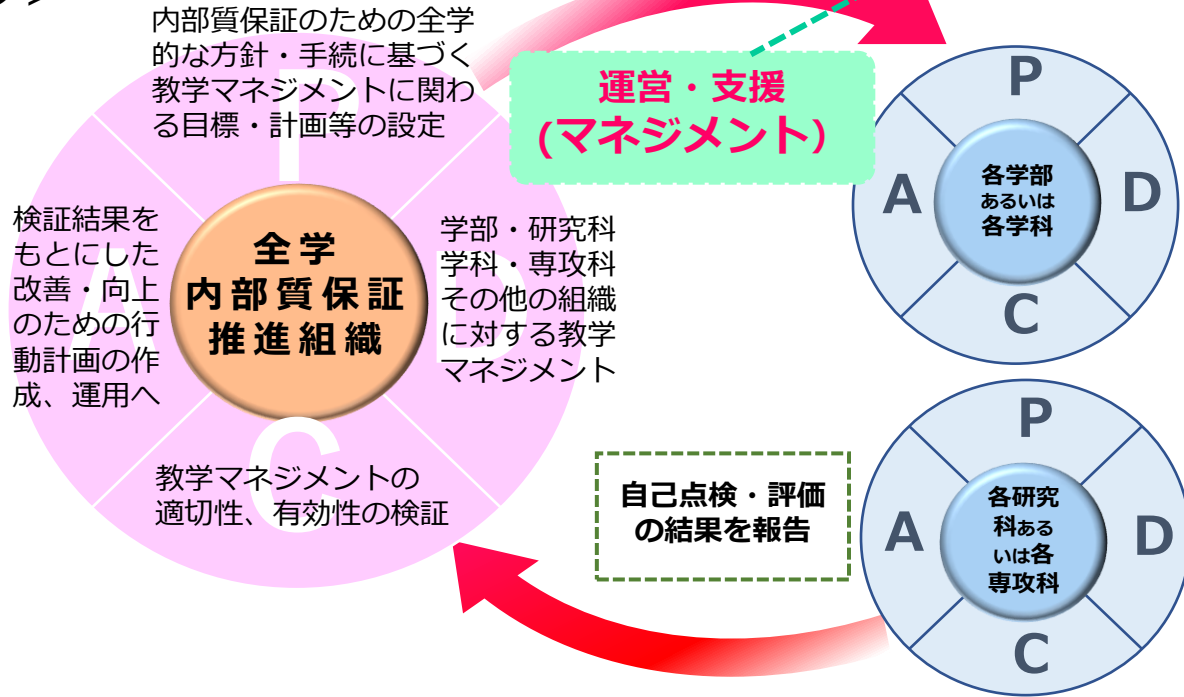 内部質保証のための全学
的な方針・手続に基づく
教学マネジメントに関わ
る目標・計画等の設定
P
運営・支援
(マネジメント）
検証結果を
もとにした
改善・向上
のための行
動計画の作
成、運用へ
A
全学
内部質保証
推進組織
学部・研究科
学科・専攻科
その他の組織
に対する教学
マネジメント
D
教学マネジメントの
適切性、有効性の検証
C
P
A
各学部
あるいは
各学科
D
C
自己点検・評価
の結果を報告
P
A
各研究
科ある
いは各
専攻科
D
C